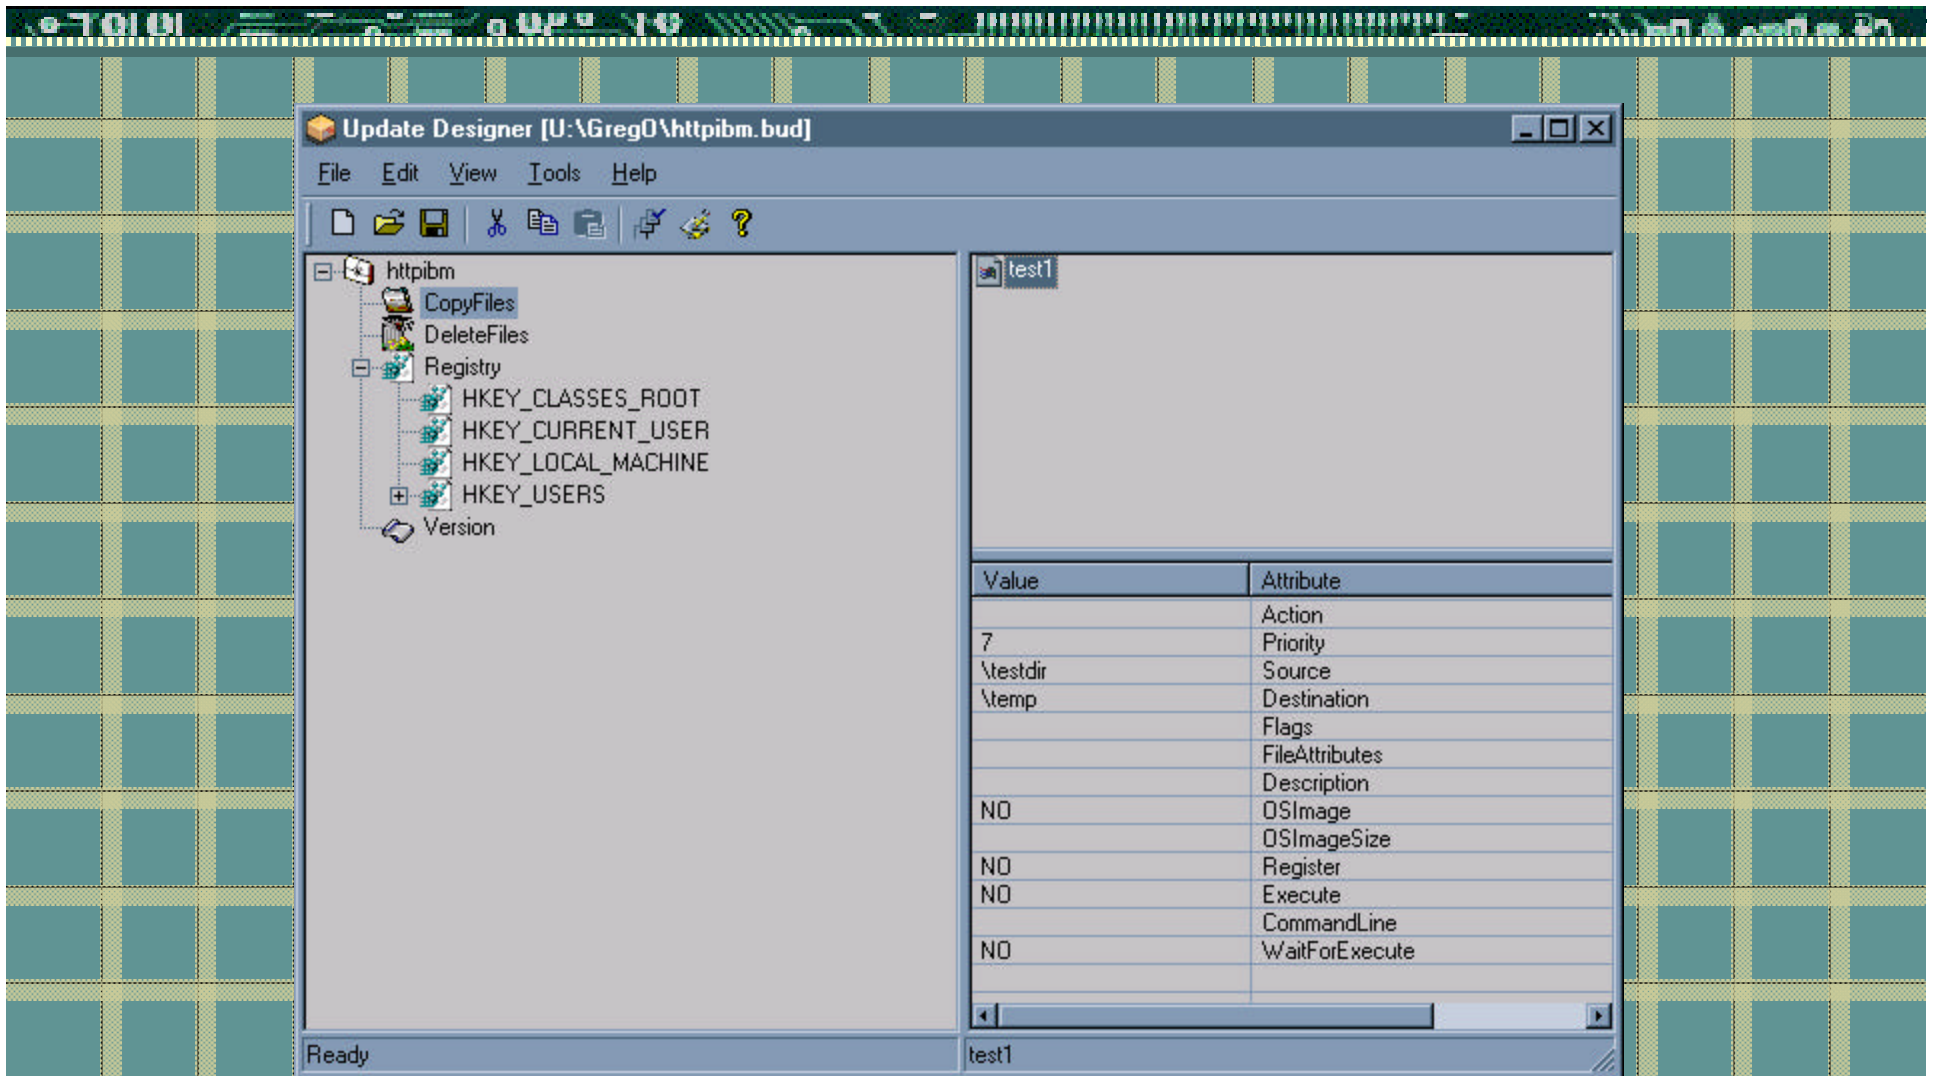 Update Designer [U:\GregO\httpibm.bud]
File Edit View Tools Help
httpibm
CopyFiles
DeleteFiles
Registry
HKEY_CLASSES_ROOT
HKEY_CURRENT_USER
HKEY_LOCAL_MACHINE
HKEY_USERS
Version
test1
Value Attribute
Action
7 Priority
\testdir Source
\temp Destination
Flags
FileAttributes
Description
NO OSImage
OSImageSize
NO Register
NO Execute
CommandLine
NO WaitForExecute
Ready test1